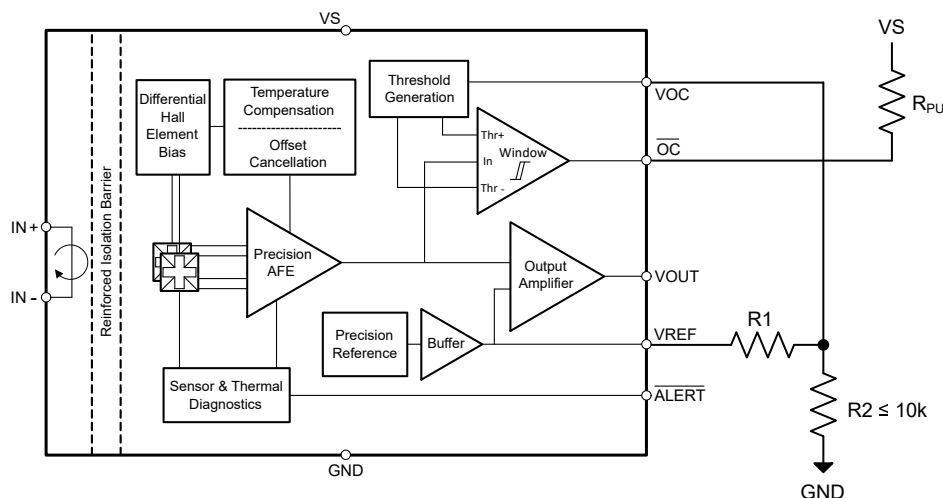 VS
VS
Differential
Hall
Element
Bias
Temperature
Compensation
Offset
Cancellation
Threshold
Generation
VOC
R_PU
Thr+
In
Window
Thr -
OC
IN+
IN-
Reinforced Isolation Barrier
Precision
AFE
Output
Amplifier
VOUT
Precision
Reference
Buffer
VREF
R1
Sensor & Thermal
Diagnostics
ALERT
R2 ≤ 10k
GND
GND